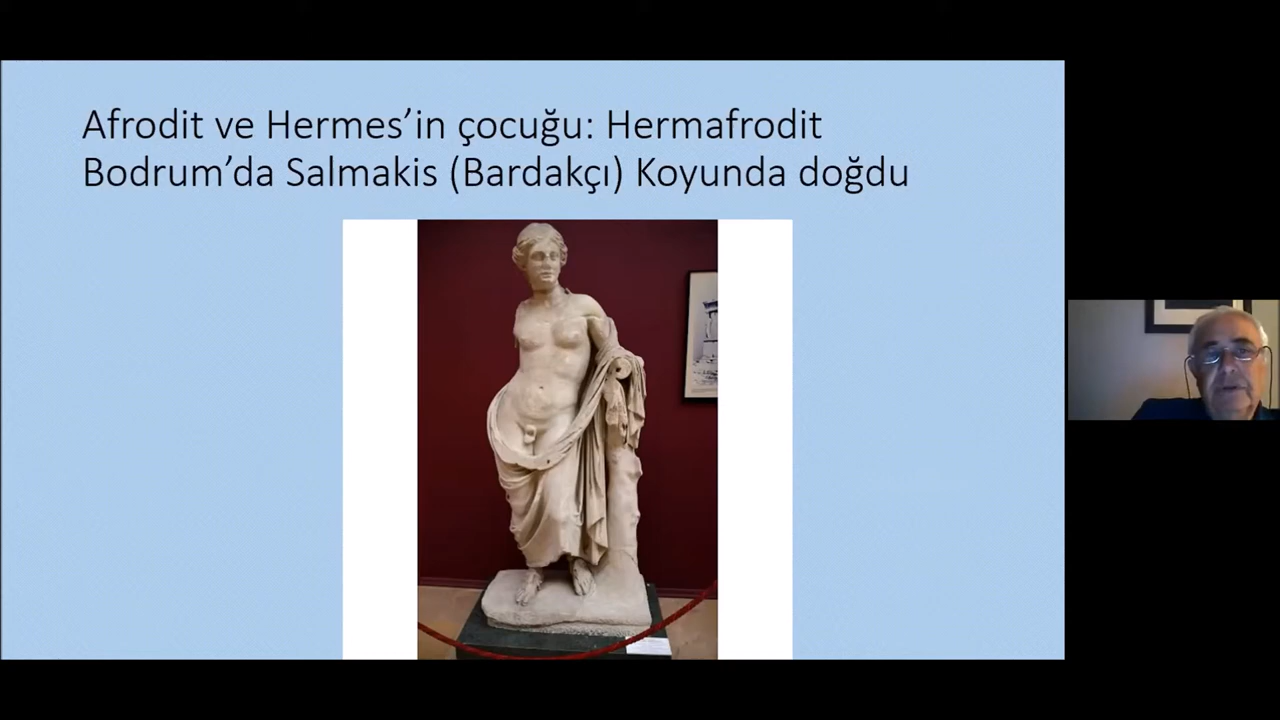 Afrodit ve Hermes’in çocuğu: Hermafrodit
Bodrum’da Salmakis (Bardakçı) Koyunda doğdu